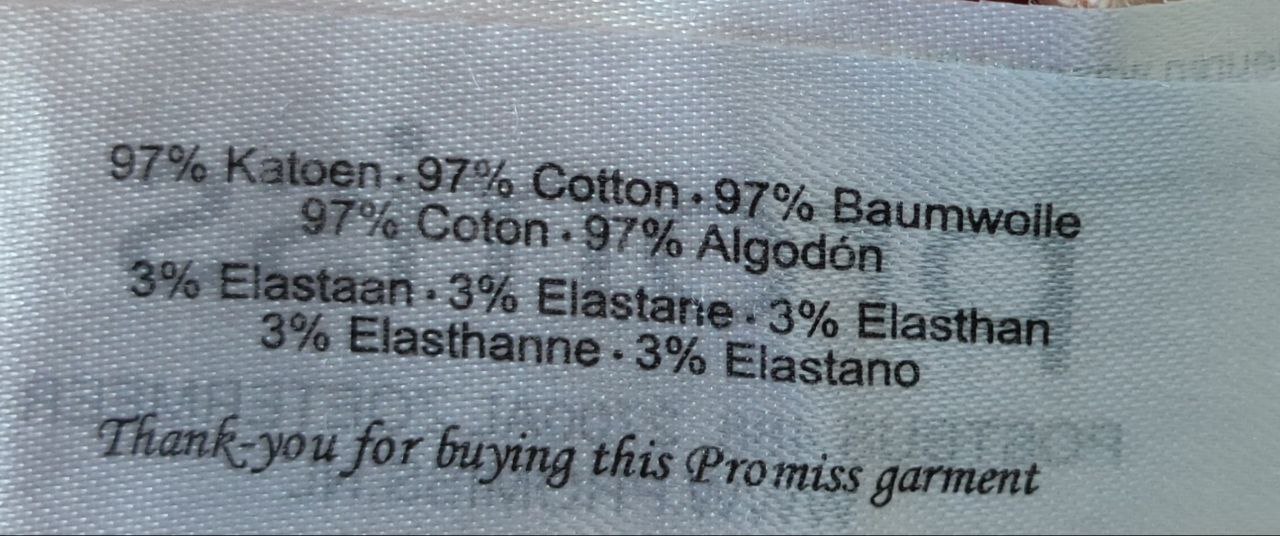 97% Katoen · 97% Cotton · 97% Baumwolle
97% Coton · 97% Algodón
3% Elastaan · 3% Elastane · 3% Elasthan
3% Elasthanne · 3% Elastano
Thank-you for buying this Promiss garment